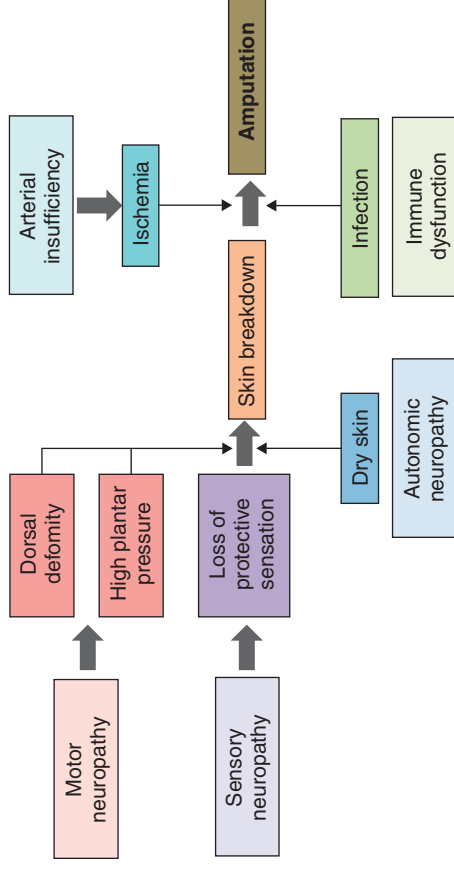 Motor
neuropathy
Dorsal
defomity
High plantar
pressure
Sensory
neuropathy
Loss of
protective
sensation
Skin breakdown
Amputation
Arterial
insufficiency
Ischemia
Dry skin
Autonomic
neuropathy
Infection
Immune
dysfunction